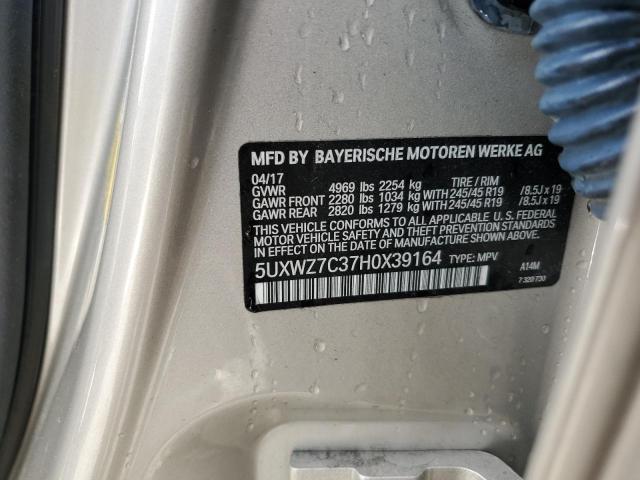 MFD BY BAYERISCHE MOTOREN WERKE AG
04/17 TIRE / RIM
GVWR 4969 lbs 2254 kg
GAWR FRONT 2280 lbs 1034 kg WITH 245/45 R19 /8.5J x 19
GAWR REAR 2820 lbs 1279 kg WITH 245/45 R19 /8.5J x 19
THIS VEHICLE CONFORMS TO ALL APPLICABLE U.S. FEDERAL
MOTOR VEHICLE SAFETY AND THEFT PREVENTION STANDARDS
IN EFFECT ON THE DATE OF MANUFACTURE SHOWN ABOVE.
5UXWZ7C37H0X39164 TYPE: MPV
A14M
7 320 730